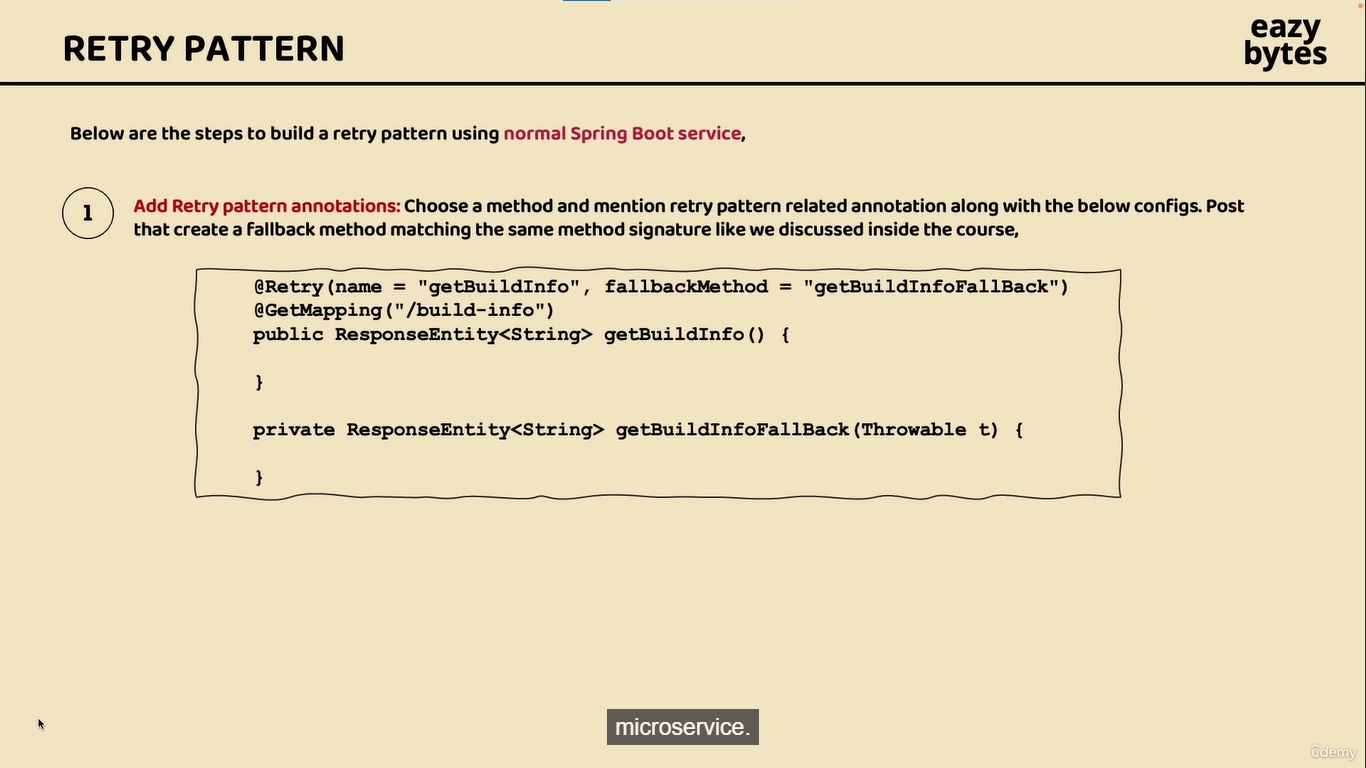 RETRY PATTERN
eazy
bytes
Below are the steps to build a retry pattern using normal Spring Boot service,
1
Add Retry pattern annotations: Choose a method and mention retry pattern related annotation along with the below configs. Post
that create a fallback method matching the same method signature like we discussed inside the course,
@Retry(name = "getBuildInfo", fallbackMethod = "getBuildInfoFallBack")
@GetMapping("/build-info")
public ResponseEntity<String> getBuildInfo() {
}
private ResponseEntity<String> getBuildInfoFallBack(Throwable t) {
}
microservice.
ûdemy